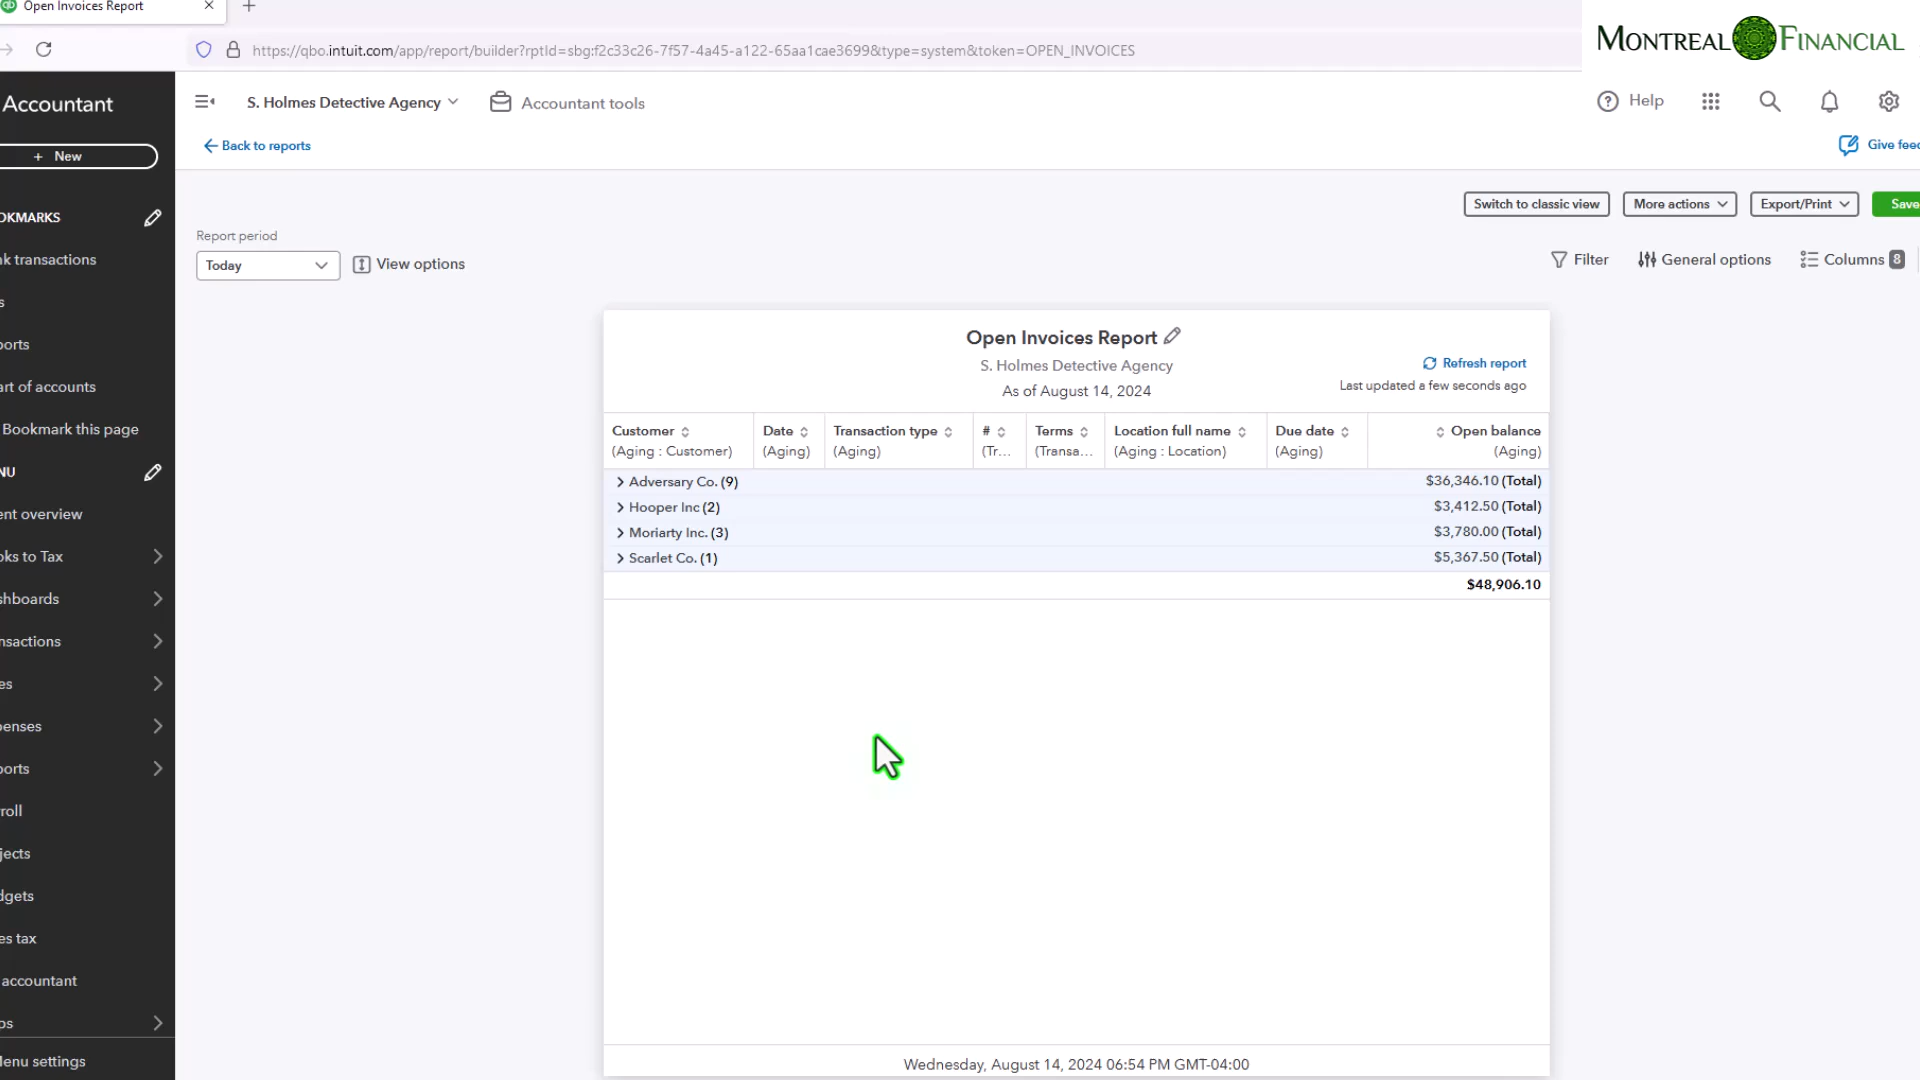 Open Invoices Report
https://qbo.intuit.com/app/report/builder?rptId=sbg:f2c33c26-7f57-4a45-a122-65aa1cae3699&type=system&token=OPEN_INVOICES
MONTREAL FINANCIAL
Accountant
S. Holmes Detective Agency
Accountant tools
Help
+ New
Back to reports
Give feed
OKMARKS
nk transactions
s
ports
art of accounts
Bookmark this page
NU
ent overview
oks to Tax
shboards
nsactions
es
penses
ports
roll
jects
dgets
es tax
accountant
ps
Menu settings
Switch to classic view
More actions
Export/Print
Save
Report period
Today
View options
Filter
General options
Columns 8
Open Invoices Report
S. Holmes Detective Agency
As of August 14, 2024
Refresh report
Last updated a few seconds ago
Customer Date Transaction type # Terms Location full name Due date Open balance
(Aging : Customer) (Aging) (Aging) (Tr... (Transa... (Aging : Location) (Aging) (Aging)
Adversary Co. (9) $36,346.10 (Total)
Hooper Inc (2) $3,412.50 (Total)
Moriarty Inc. (3) $3,780.00 (Total)
Scarlet Co. (1) $5,367.50 (Total)
$48,906.10
Wednesday, August 14, 2024 06:54 PM GMT-04:00